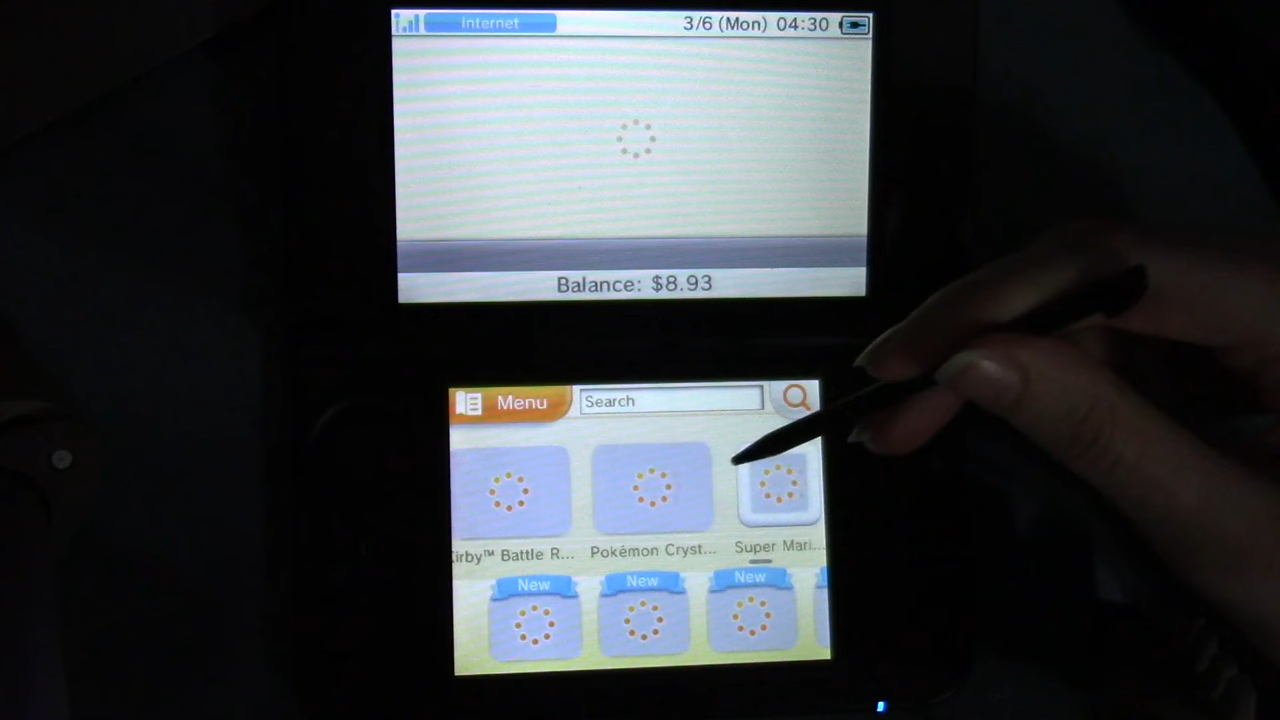 Internet
3/6 (Mon) 04:30
Balance: $8.93
Menu
Search
Kirby™ Battle R...
Pokémon Cryst...
Super Mari...
New
New
New